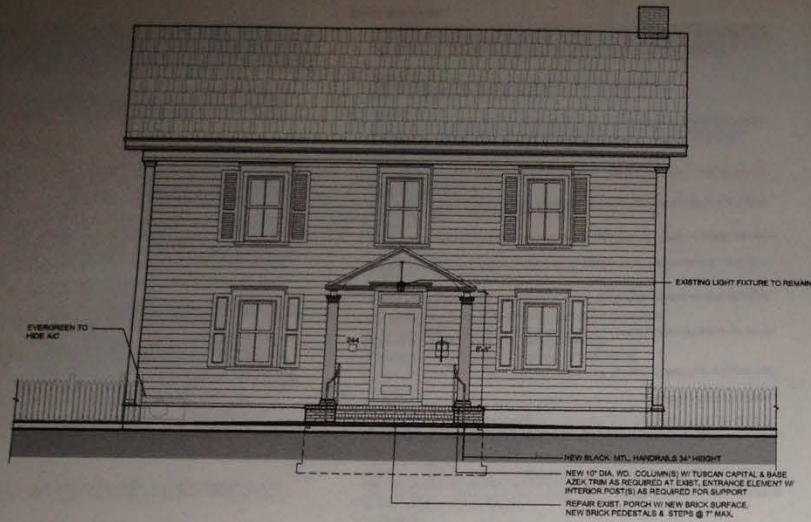 EXISTING LIGHT FIXTURE TO REMAIN
EVERGREEN TO
HIDE A/C
244
8'-5"
NEW BLACK MTL. HANDRAILS 34" HEIGHT
NEW 10" DIA. WD. COLUMN(S) W/ TUSCAN CAPITAL & BASE
AZEK TRIM AS REQUIRED AT EXIST. ENTRANCE ELEMENT W/
INTERIOR POST(S) AS REQUIRED FOR SUPPORT
REPAIR EXIST. PORCH W/ NEW BRICK SURFACE,
NEW BRICK PEDESTALS & STEPS @ 7" MAX.